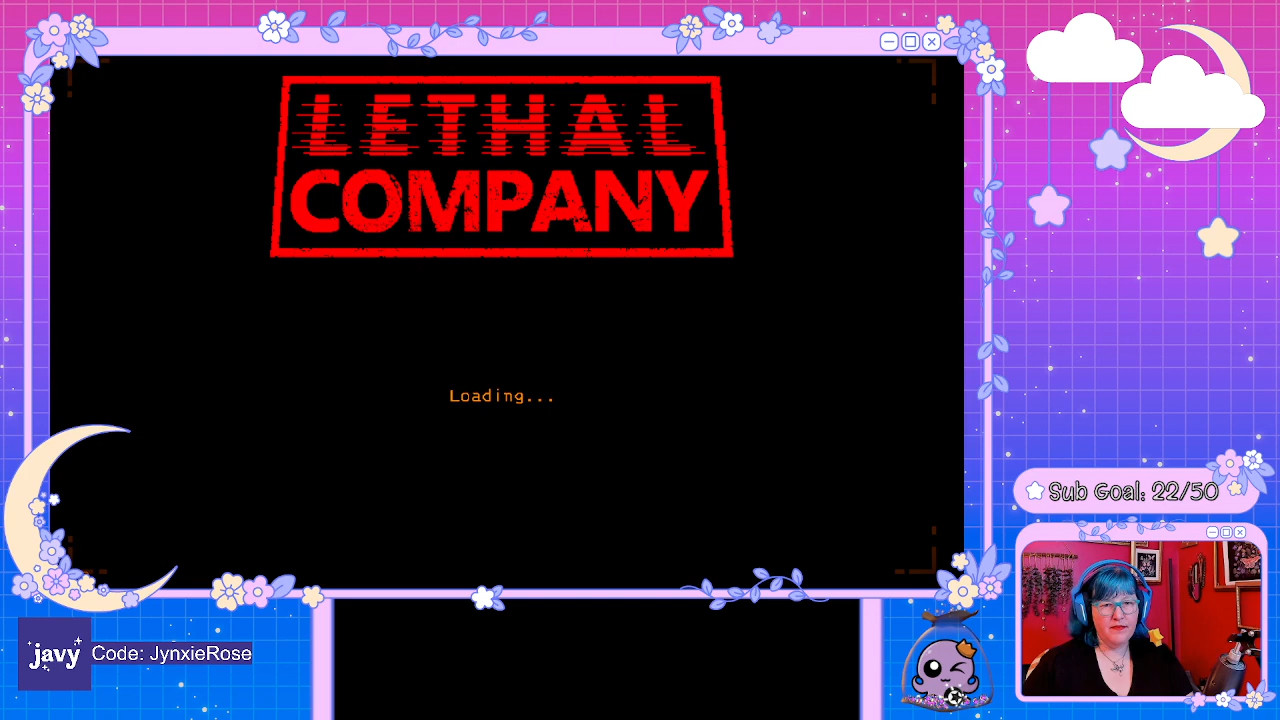 LETHAL
COMPANY
Loading...
Sub Goal: 22/50
javy
Code: JynxieRose